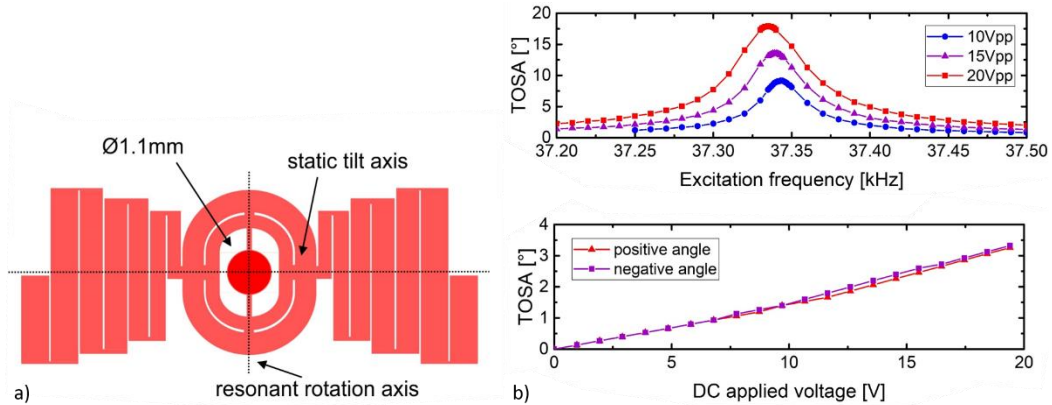 Ø1.1mm
static tilt axis
resonant rotation axis
a)
TOSA [°]
20
15
10
5
0
10Vpp
15Vpp
20Vpp
37.20 37.25 37.30 37.35 37.40 37.45 37.50
Excitation frequency [kHz]
TOSA [°]
4
3
2
1
0
positive angle
negative angle
0 5 10 15 20
DC applied voltage [V]
b)